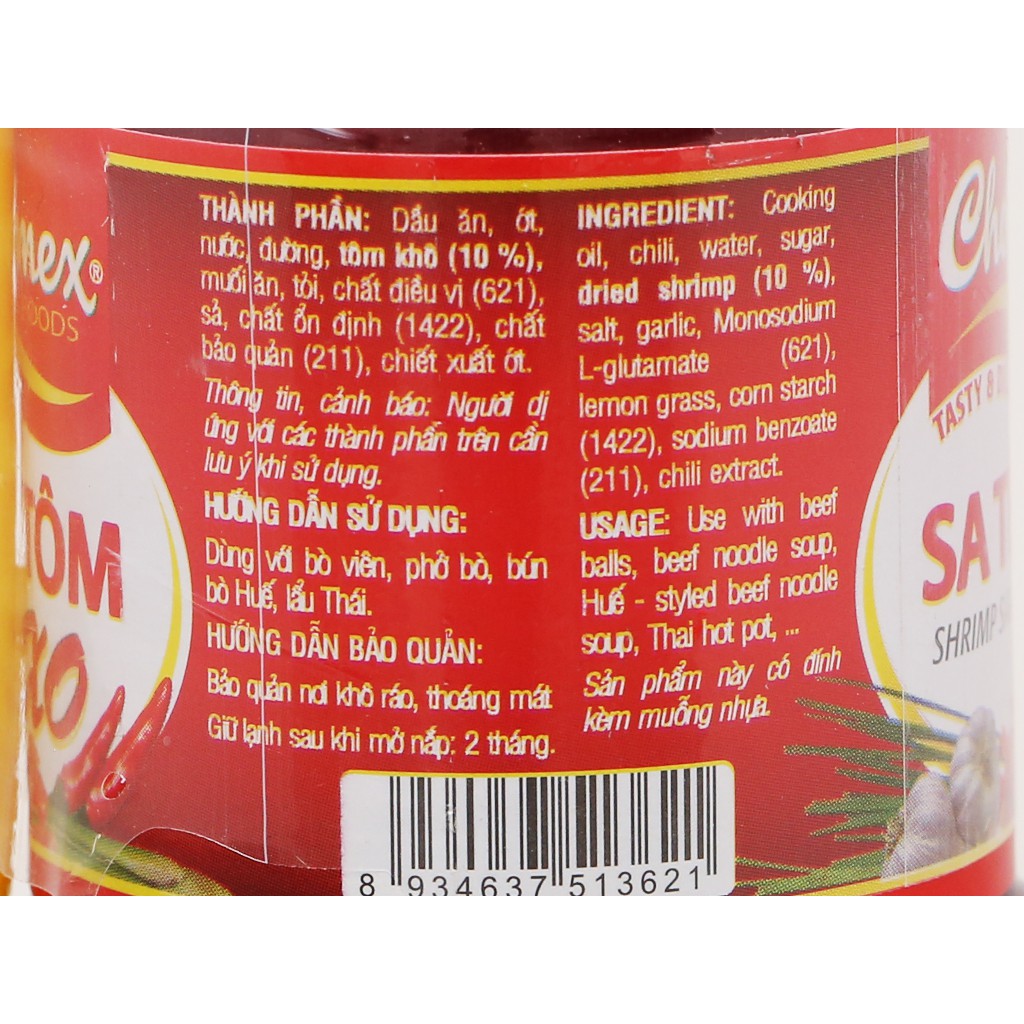 THÀNH PHẦN: Dầu ăn, ớt,
nước, đường, tôm khô (10 %),
muối ăn, tỏi, chất điều vị (621),
sả, chất ổn định (1422), chất
bảo quản (211), chiết xuất ớt.
Thông tin, cảnh báo: Người dị
ứng với các thành phần trên cần
lưu ý khi sử dụng.
HƯỚNG DẪN SỬ DỤNG:
Dùng với bò viên, phở bò, bún
bò Huế, lẩu Thái.
HƯỚNG DẪN BẢO QUẢN:
Bảo quản nơi khô ráo, thoáng mát
Giữ lạnh sau khi mở nắp: 2 tháng.
INGREDIENT: Cooking
oil, chili, water, sugar,
dried shrimp (10 %),
salt, garlic, Monosodium
L-glutamate (621),
lemon grass, corn starch
(1422), sodium benzoate
(211), chili extract.
USAGE: Use with beef
balls, beef noodle soup,
Huế - styled beef noodle
soup, Thai hot pot, ...
Sản phẩm này có đính
kèm muỗng nhựa.
8 934637 513621
TÔM
TASTY &
SA
SHRIMP